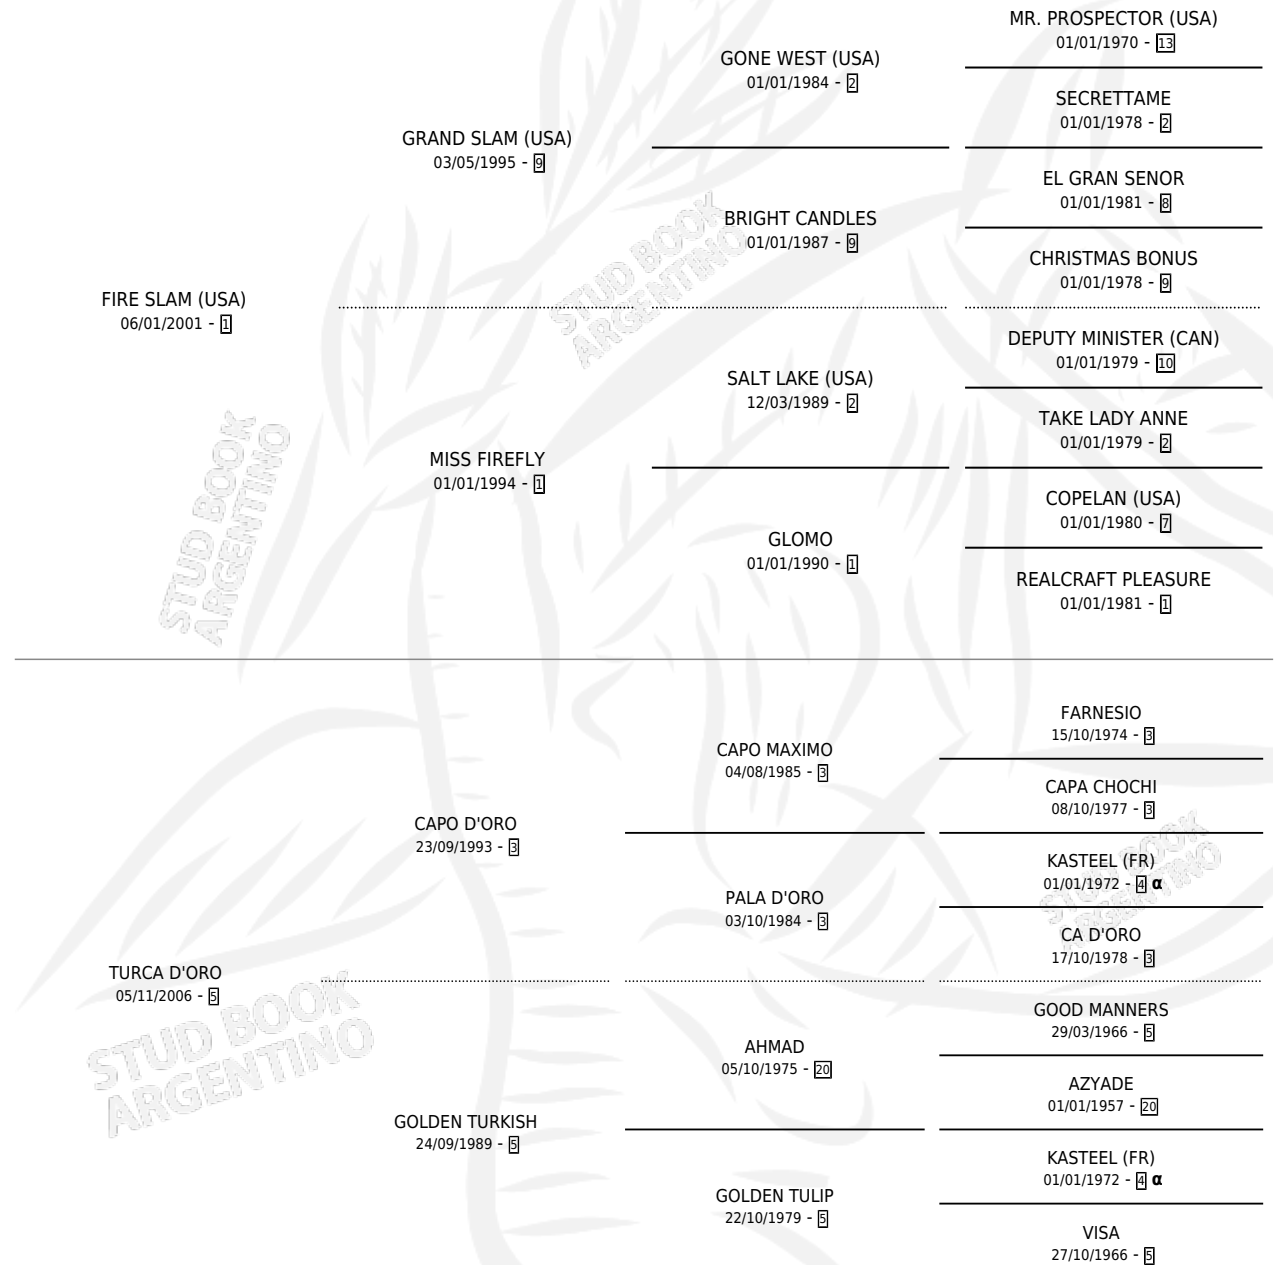 MR. PROSPECTOR (USA)
01/01/1970 - 13
GONE WEST (USA)
01/01/1984 - 2
SECRETTAME
01/01/1978 - 2
GRAND SLAM (USA)
03/05/1995 - 9
EL GRAN SENOR
01/01/1981 - 8
BRIGHT CANDLES
01/01/1987 - 9
CHRISTMAS BONUS
01/01/1978 - 9
FIRE SLAM (USA)
06/01/2001 - 1
DEPUTY MINISTER (CAN)
01/01/1979 - 10
SALT LAKE (USA)
12/03/1989 - 2
TAKE LADY ANNE
01/01/1979 - 2
MISS FIREFLY
01/01/1994 - 1
COPELAN (USA)
01/01/1980 - 7
GLOMO
01/01/1990 - 1
REALCRAFT PLEASURE
01/01/1981 - 1
FARNESIO
15/10/1974 - 3
CAPO MAXIMO
04/08/1985 - 3
CAPA CHOCHI
08/10/1977 - 3
CAPO D'ORO
23/09/1993 - 3
KASTEEL (FR)
01/01/1972 - 4 α
PALA D'ORO
03/10/1984 - 3
CA D'ORO
17/10/1978 - 3
TURCA D'ORO
05/11/2006 - 5
GOOD MANNERS
29/03/1966 - 5
AHMAD
05/10/1975 - 20
AZYADE
01/01/1957 - 20
GOLDEN TURKISH
24/09/1989 - 5
KASTEEL (FR)
01/01/1972 - 4 α
GOLDEN TULIP
22/10/1979 - 5
VISA
27/10/1966 - 5
STUD BOOK
ARGENTINO
STUD BOOK
ARGENTINO
STUD BOOK
ARGENTINO
STUD BOOK
ARGENTINO